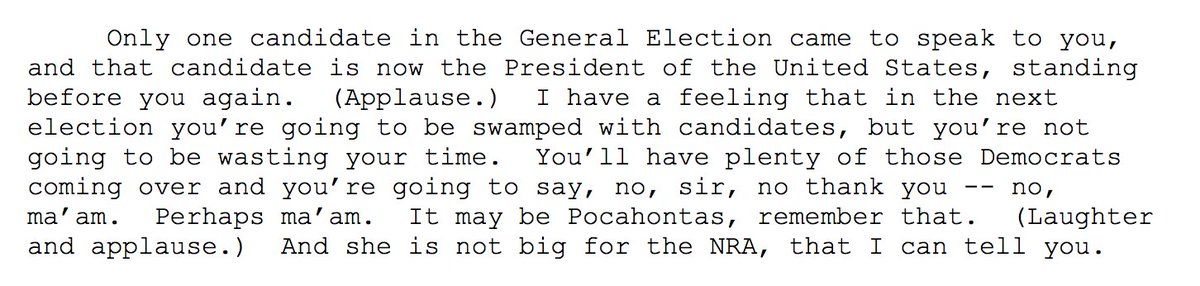 Only one candidate in the General Election came to speak to you,
and that candidate is now the President of the United States, standing
before you again.  (Applause.)  I have a feeling that in the next
election you’re going to be swamped with candidates, but you’re not
going to be wasting your time.  You’ll have plenty of those Democrats
coming over and you’re going to say, no, sir, no thank you -- no,
ma’am.  Perhaps ma’am.  It may be Pocahontas, remember that.  (Laughter
and applause.)  And she is not big for the NRA, that I can tell you.